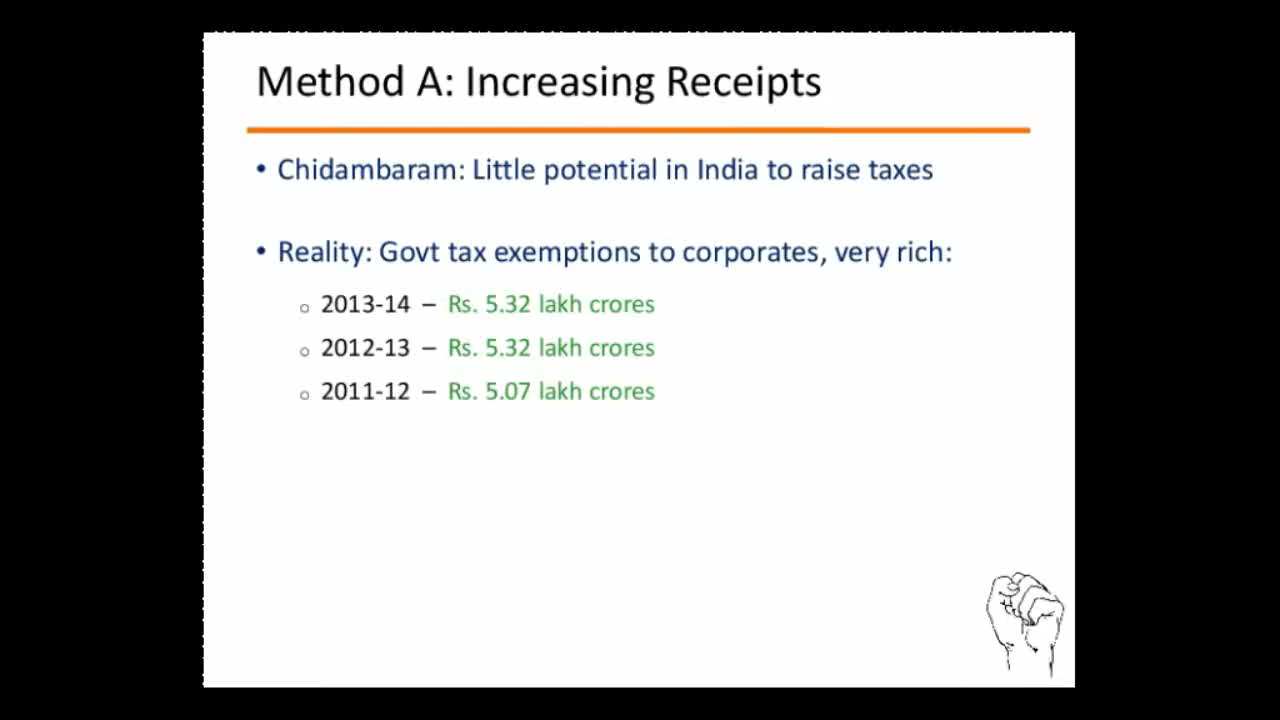 Method A: Increasing Receipts
• Chidambaram: Little potential in India to raise taxes
• Reality: Govt tax exemptions to corporates, very rich:
o 2013-14 – Rs. 5.32 lakh crores
o 2012-13 – Rs. 5.32 lakh crores
o 2011-12 – Rs. 5.07 lakh crores